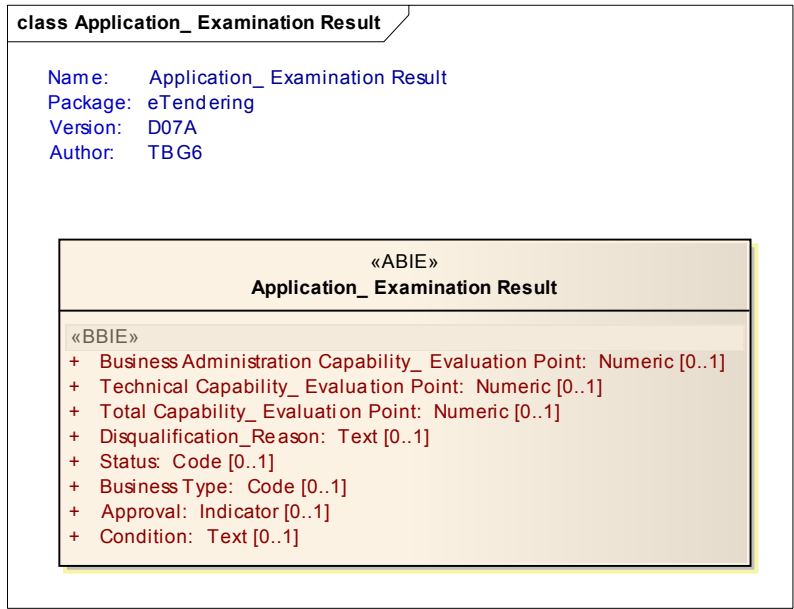 class Application_ Examination Result
Name: Application_ Examination Result
Package: eTendering
Version: D07A
Author: TBG6
«ABIE»
Application_ Examination Result
«BBIE»
+ Business Administration Capability_ Evaluation Point: Numeric [0..1]
+ Technical Capability_ Evaluation Point: Numeric [0..1]
+ Total Capability_ Evaluation Point: Numeric [0..1]
+ Disqualification_Reason: Text [0..1]
+ Status: Code [0..1]
+ Business Type: Code [0..1]
+ Approval: Indicator [0..1]
+ Condition: Text [0..1]